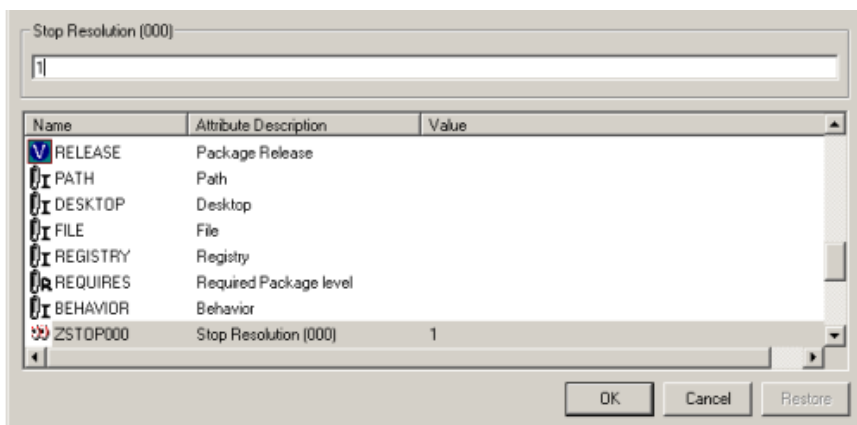 Stop Resolution (000)
1
Name Attribute Description Value
V RELEASE Package Release
I PATH Path
I DESKTOP Desktop
I FILE File
I REGISTRY Registry
R REQUIRES Required Package level
I BEHAVIOR Behavior
ZSTOP000 Stop Resolution (000) 1
OK Cancel Restore